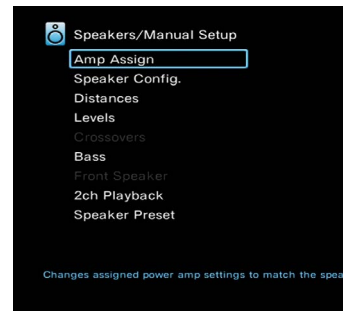 Speakers/Manual Setup
Amp Assign
Speaker Config.
Distances
Levels
Crossovers
Bass
Front Speaker
2ch Playback
Speaker Preset
Changes assigned power amp settings to match the spea